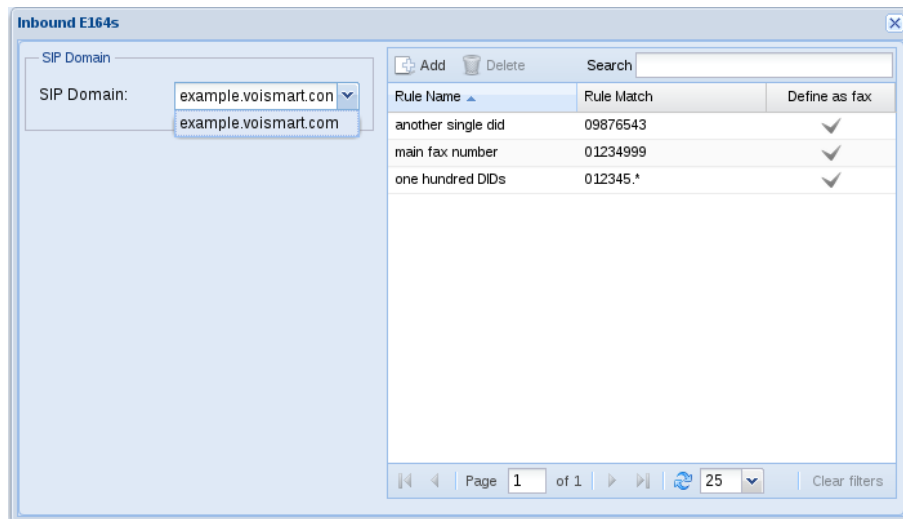 Inbound E164s
SIP Domain
SIP Domain:
example.voismart.con
example.voismart.com
Add Delete Search
Rule Name Rule Match Define as fax
another single did 09876543
main fax number 01234999
one hundred DIDs 012345.*
Page 1 of 1 25 Clear filters